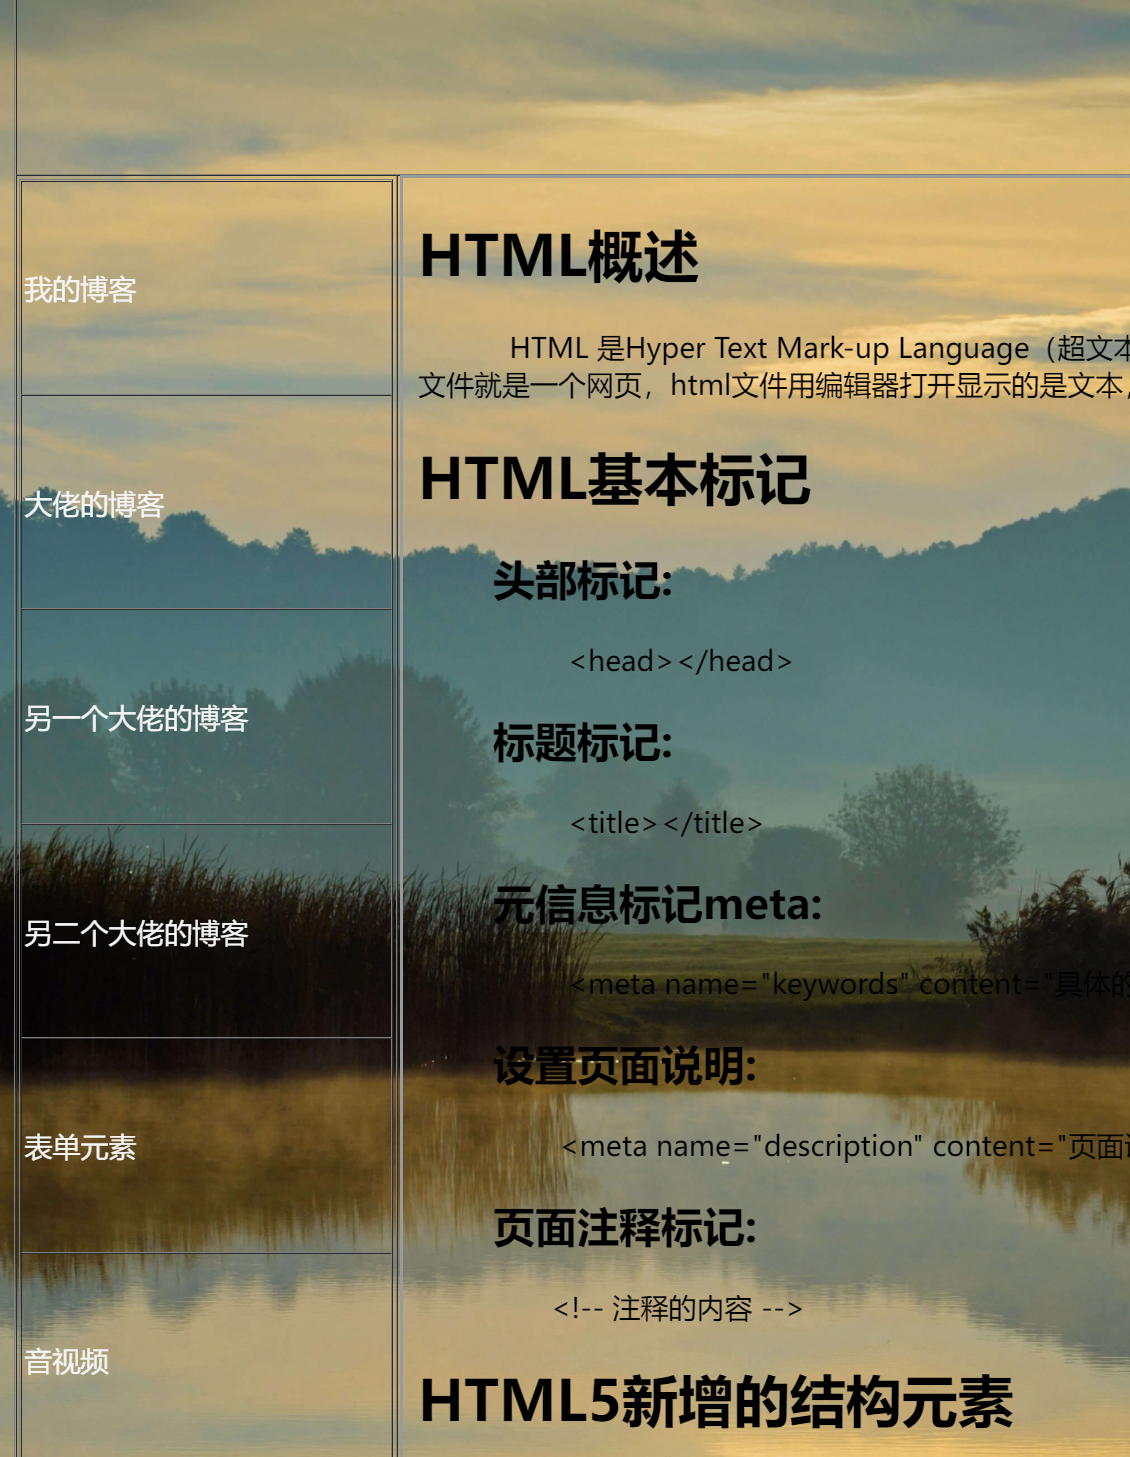 我的博客
大佬的博客
另一个大佬的博客
另二个大佬的博客
表单元素
音视频
HTML概述
HTML 是Hyper Text Mark-up Language（超文本
文件就是一个网页，html文件用编辑器打开显示的是文本，
HTML基本标记
头部标记:
<head></head>
标题标记:
<title></title>
元信息标记meta:
<meta name="keywords" content="具体的
设置页面说明:
<meta name="description" content="页面
页面注释标记:
<!-- 注释的内容 -->
HTML5新增的结构元素